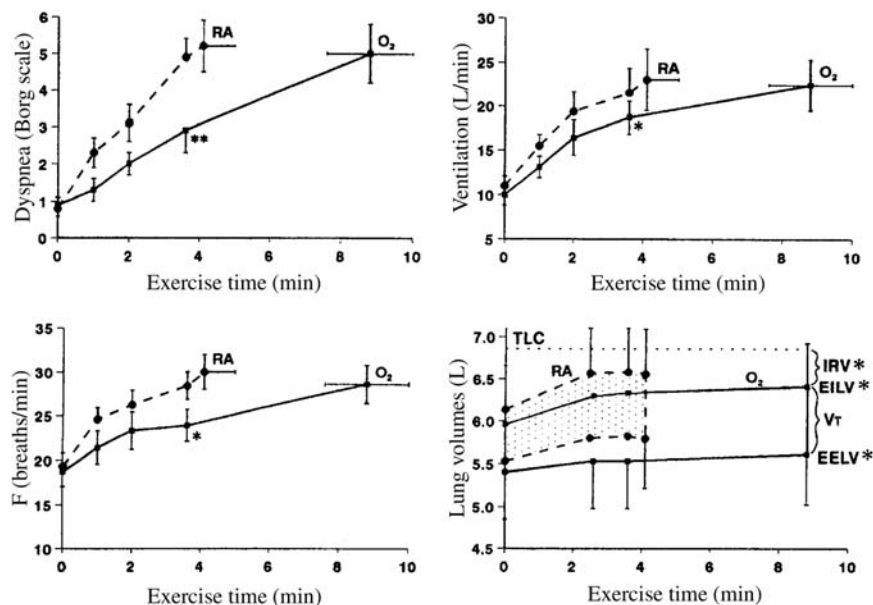 6
5
4
3
2
1
0
Dyspnea (Borg scale)
RA
O₂
**
0 2 4 6 8 10
Exercise time (min)
30
25
20
15
10
5
Ventilation (L/min)
RA
O₂
*
0 2 4 6 8 10
Exercise time (min)
35
30
25
20
15
10
F (breaths/min)
RA
O₂
*
0 2 4 6 8 10
Exercise time (min)
7.0
6.5
6.0
5.5
5.0
4.5
Lung volumes (L)
TLC
RA
O₂
IRV *
EILV *
VT
EELV *
0 2 4 6 8 10
Exercise time (min)